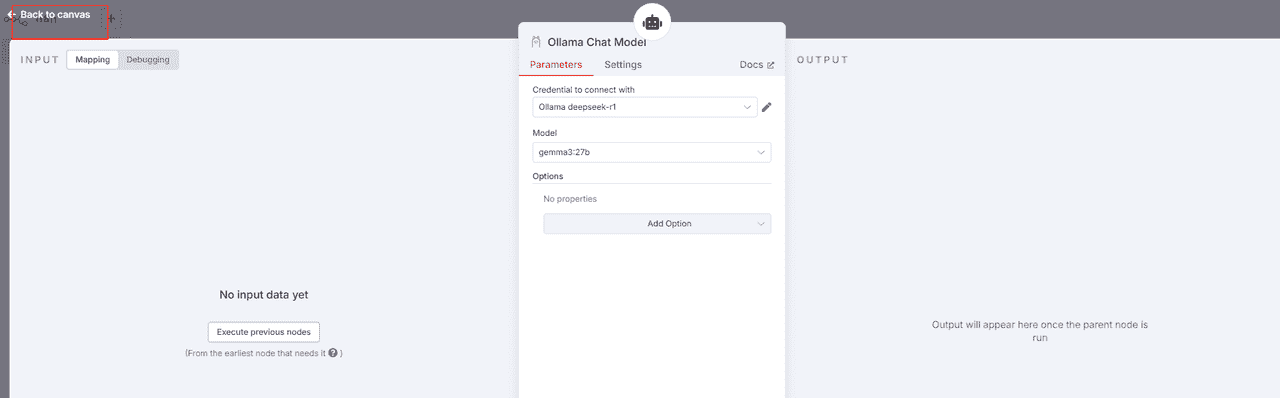 Back to canvas
+
Ollama Chat Model
INPUT Mapping Debugging
Parameters Settings Docs
OUTPUT
Credential to connect with
Ollama deepseek-r1
Model
gemma3:27b
Options
No properties
Add Option
No input data yet
Execute previous nodes
(From the earliest node that needs it ? )
Output will appear here once the parent node is
run